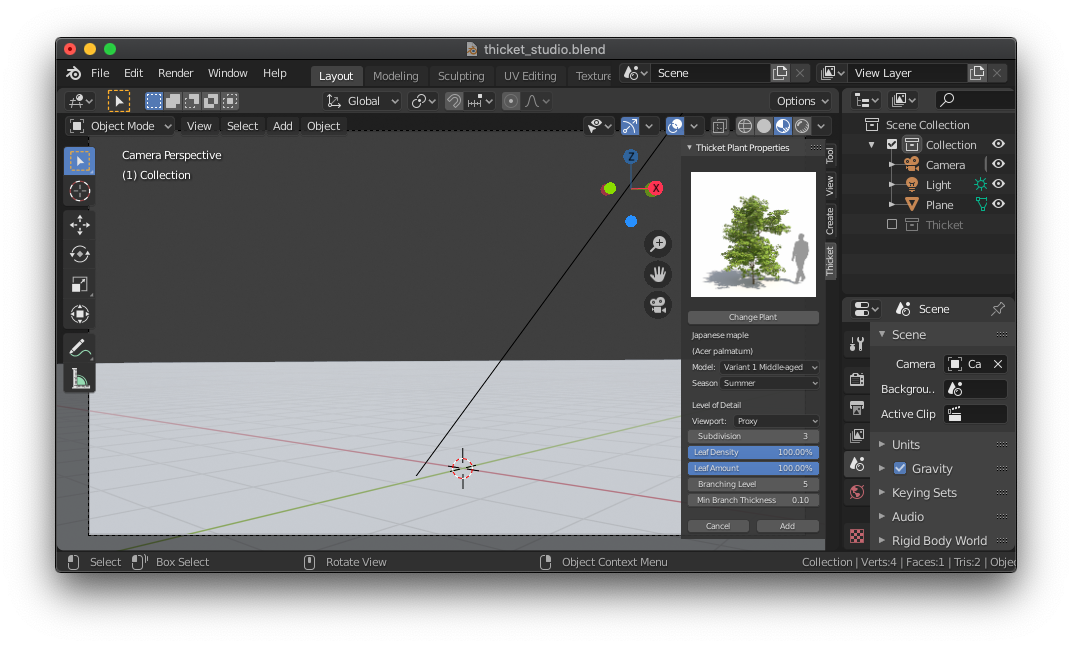 thicket_studio.blend
File Edit Render Window Help Layout Modeling Sculpting UV Editing Texture Scene View Layer
Global Options
Object Mode View Select Add Object
Camera Perspective
(1) Collection
Z
X
Thicket Plant Properties
Change Plant
Japanese maple
(Acer palmatum)
Model: Variant 1 Middle-aged
Season Summer
Level of Detail
Viewport: Proxy
Subdivision 3
Leaf Density 100.00%
Leaf Amount 100.00%
Branching Level 5
Min Branch Thickness 0.10
Cancel Add
Tool
View
Create
Thicket
Scene Collection
Collection
Camera
Light
Plane
Thicket
Scene
Scene
Camera Ca
Backgrou..
Active Clip
Units
Gravity
Keying Sets
Audio
Rigid Body World
Select Box Select Rotate View Object Context Menu Collection | Verts:4 | Faces:1 | Tris:2 | Objec